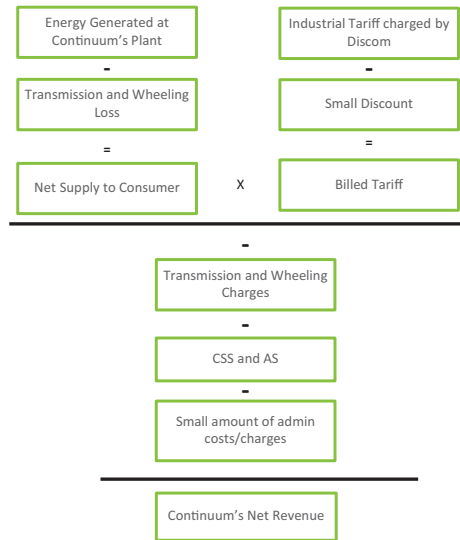 Energy Generated at
Continuum's Plant
-
Transmission and Wheeling
Loss
=
Net Supply to Consumer
X
Industrial Tariff charged by
Discom
-
Small Discount
=
Billed Tariff
-
Transmission and Wheeling
Charges
-
CSS and AS
-
Small amount of admin
costs/charges
Continuum's Net Revenue